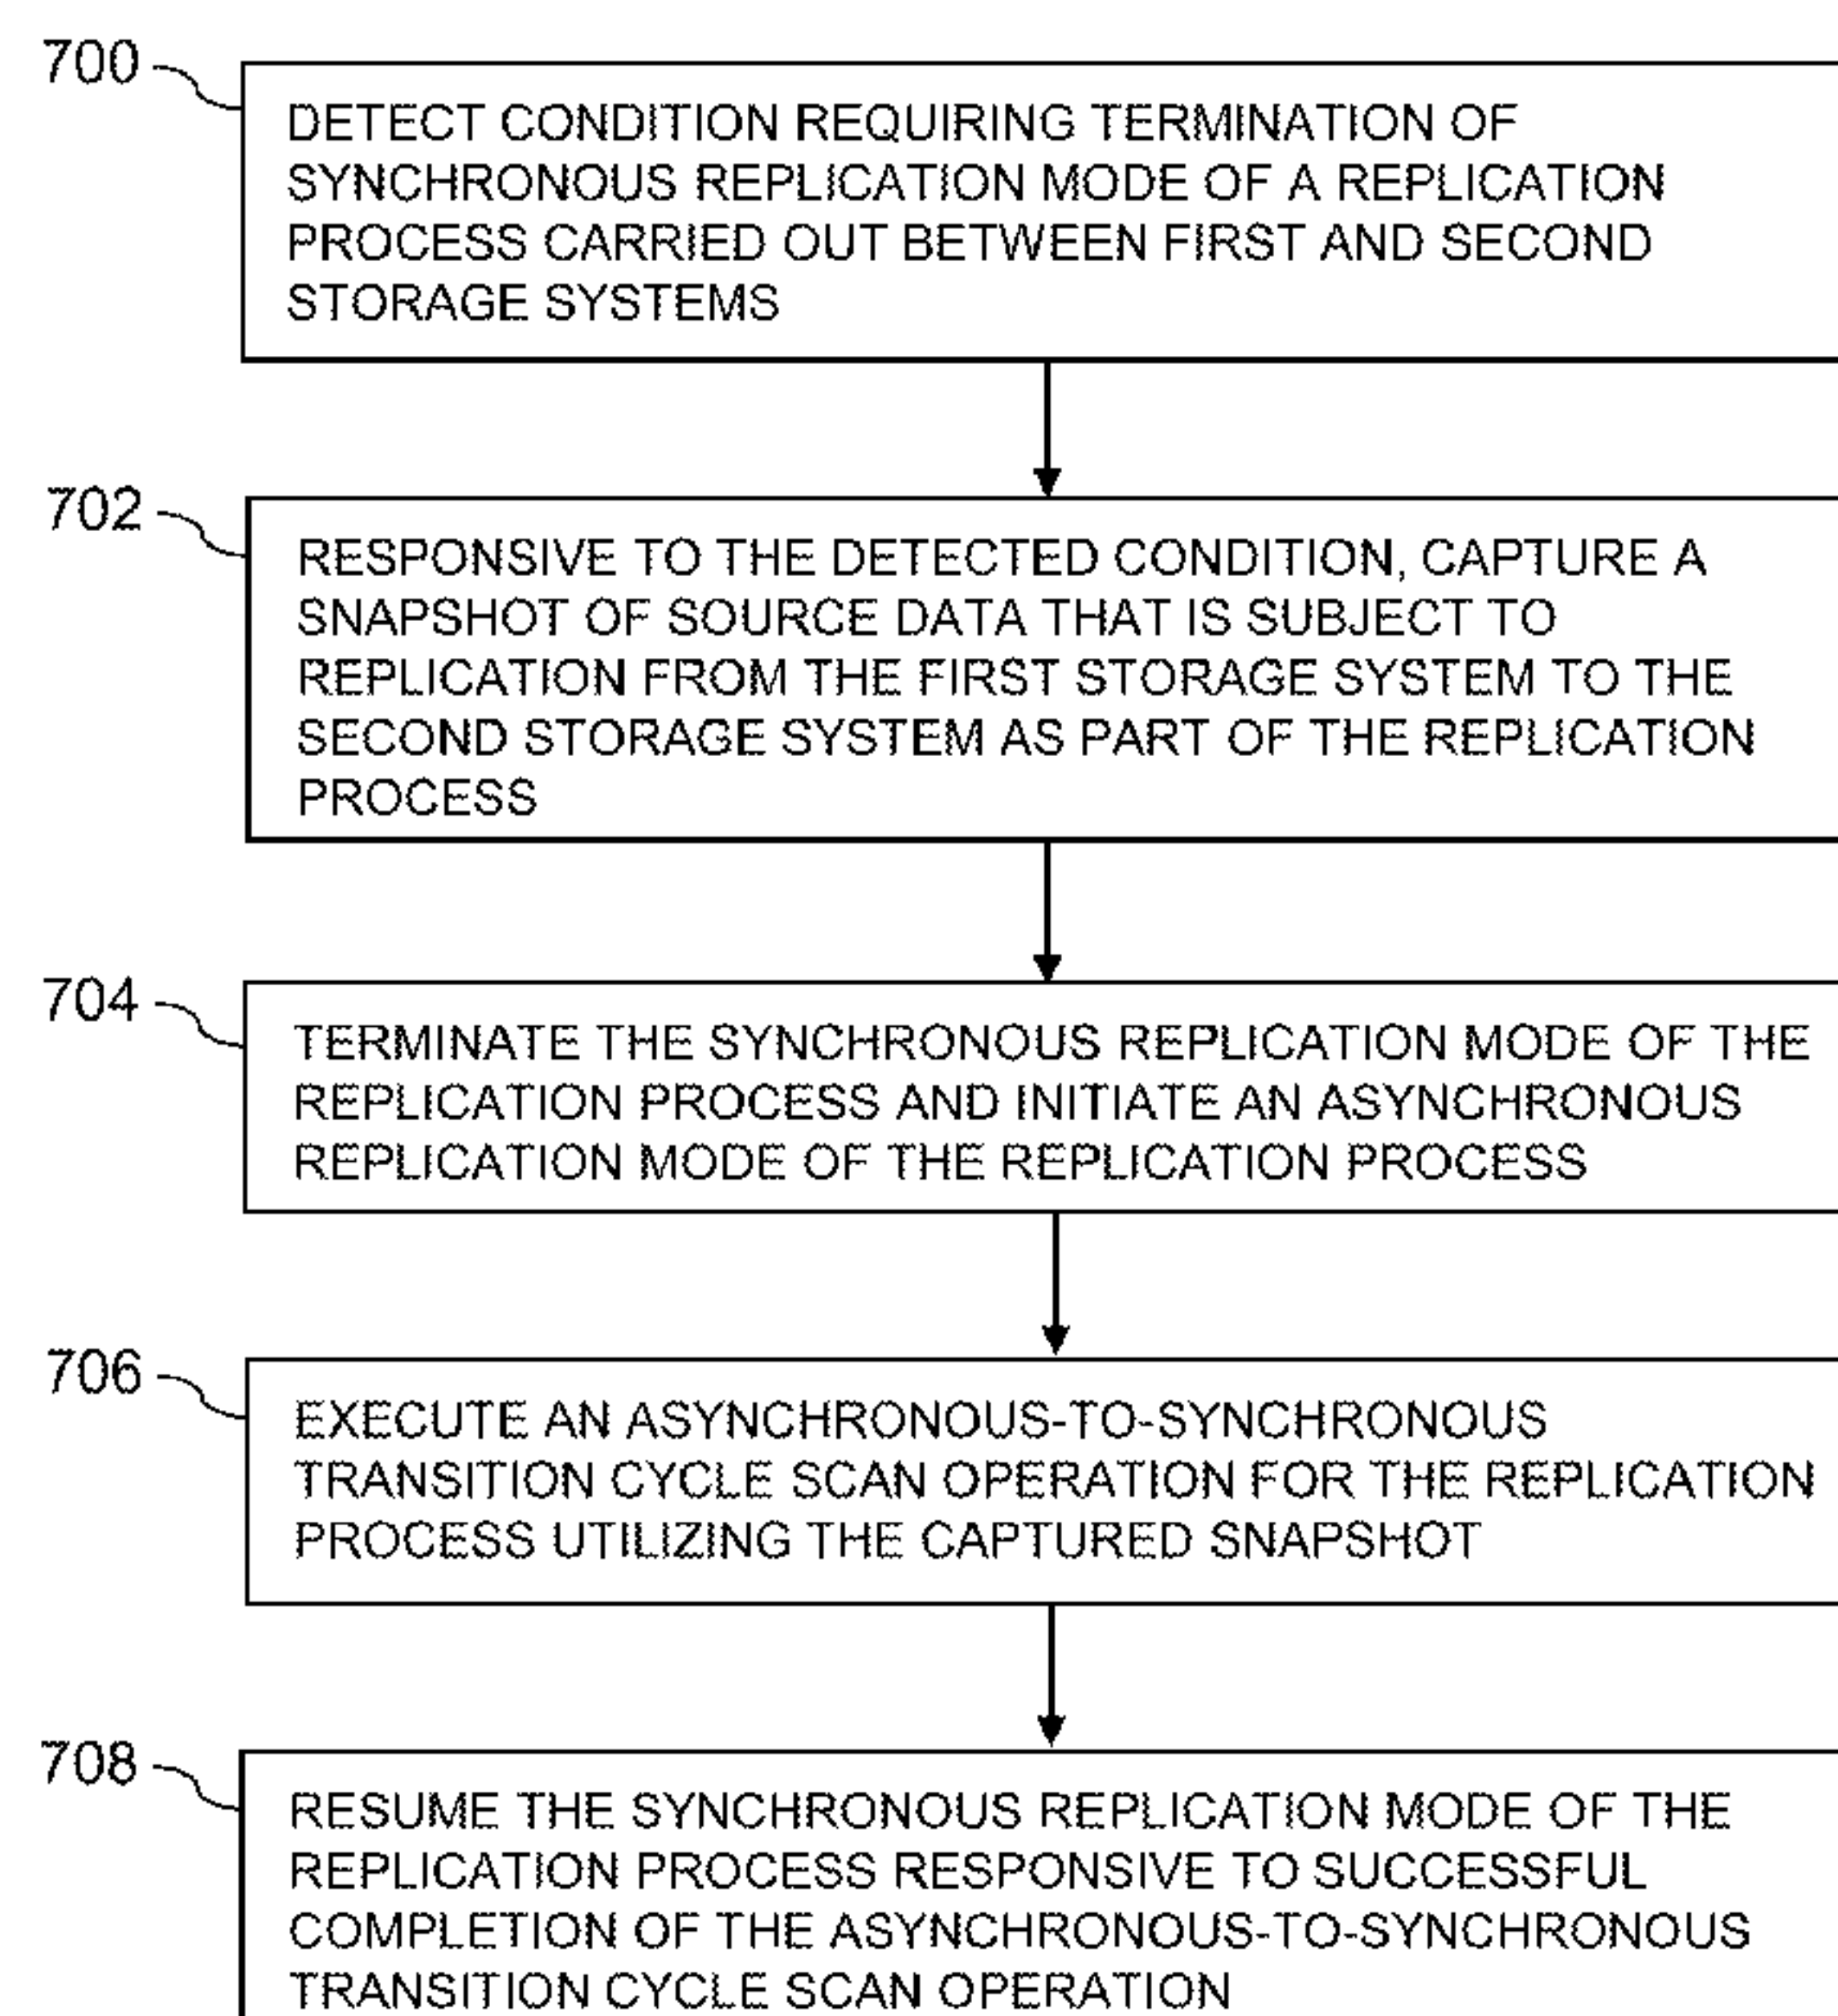 700
DETECT CONDITION REQUIRING TERMINATION OF
SYNCHRONOUS REPLICATION MODE OF A REPLICATION
PROCESS CARRIED OUT BETWEEN FIRST AND SECOND
STORAGE SYSTEMS
702
RESPONSIVE TO THE DETECTED CONDITION, CAPTURE A
SNAPSHOT OF SOURCE DATA THAT IS SUBJECT TO
REPLICATION FROM THE FIRST STORAGE SYSTEM TO THE
SECOND STORAGE SYSTEM AS PART OF THE REPLICATION
PROCESS
704
TERMINATE THE SYNCHRONOUS REPLICATION MODE OF THE
REPLICATION PROCESS AND INITIATE AN ASYNCHRONOUS
REPLICATION MODE OF THE REPLICATION PROCESS
706
EXECUTE AN ASYNCHRONOUS-TO-SYNCHRONOUS
TRANSITION CYCLE SCAN OPERATION FOR THE REPLICATION
PROCESS UTILIZING THE CAPTURED SNAPSHOT
708
RESUME THE SYNCHRONOUS REPLICATION MODE OF THE
REPLICATION PROCESS RESPONSIVE TO SUCCESSFUL
COMPLETION OF THE ASYNCHRONOUS-TO-SYNCHRONOUS
TRANSITION CYCLE SCAN OPERATION